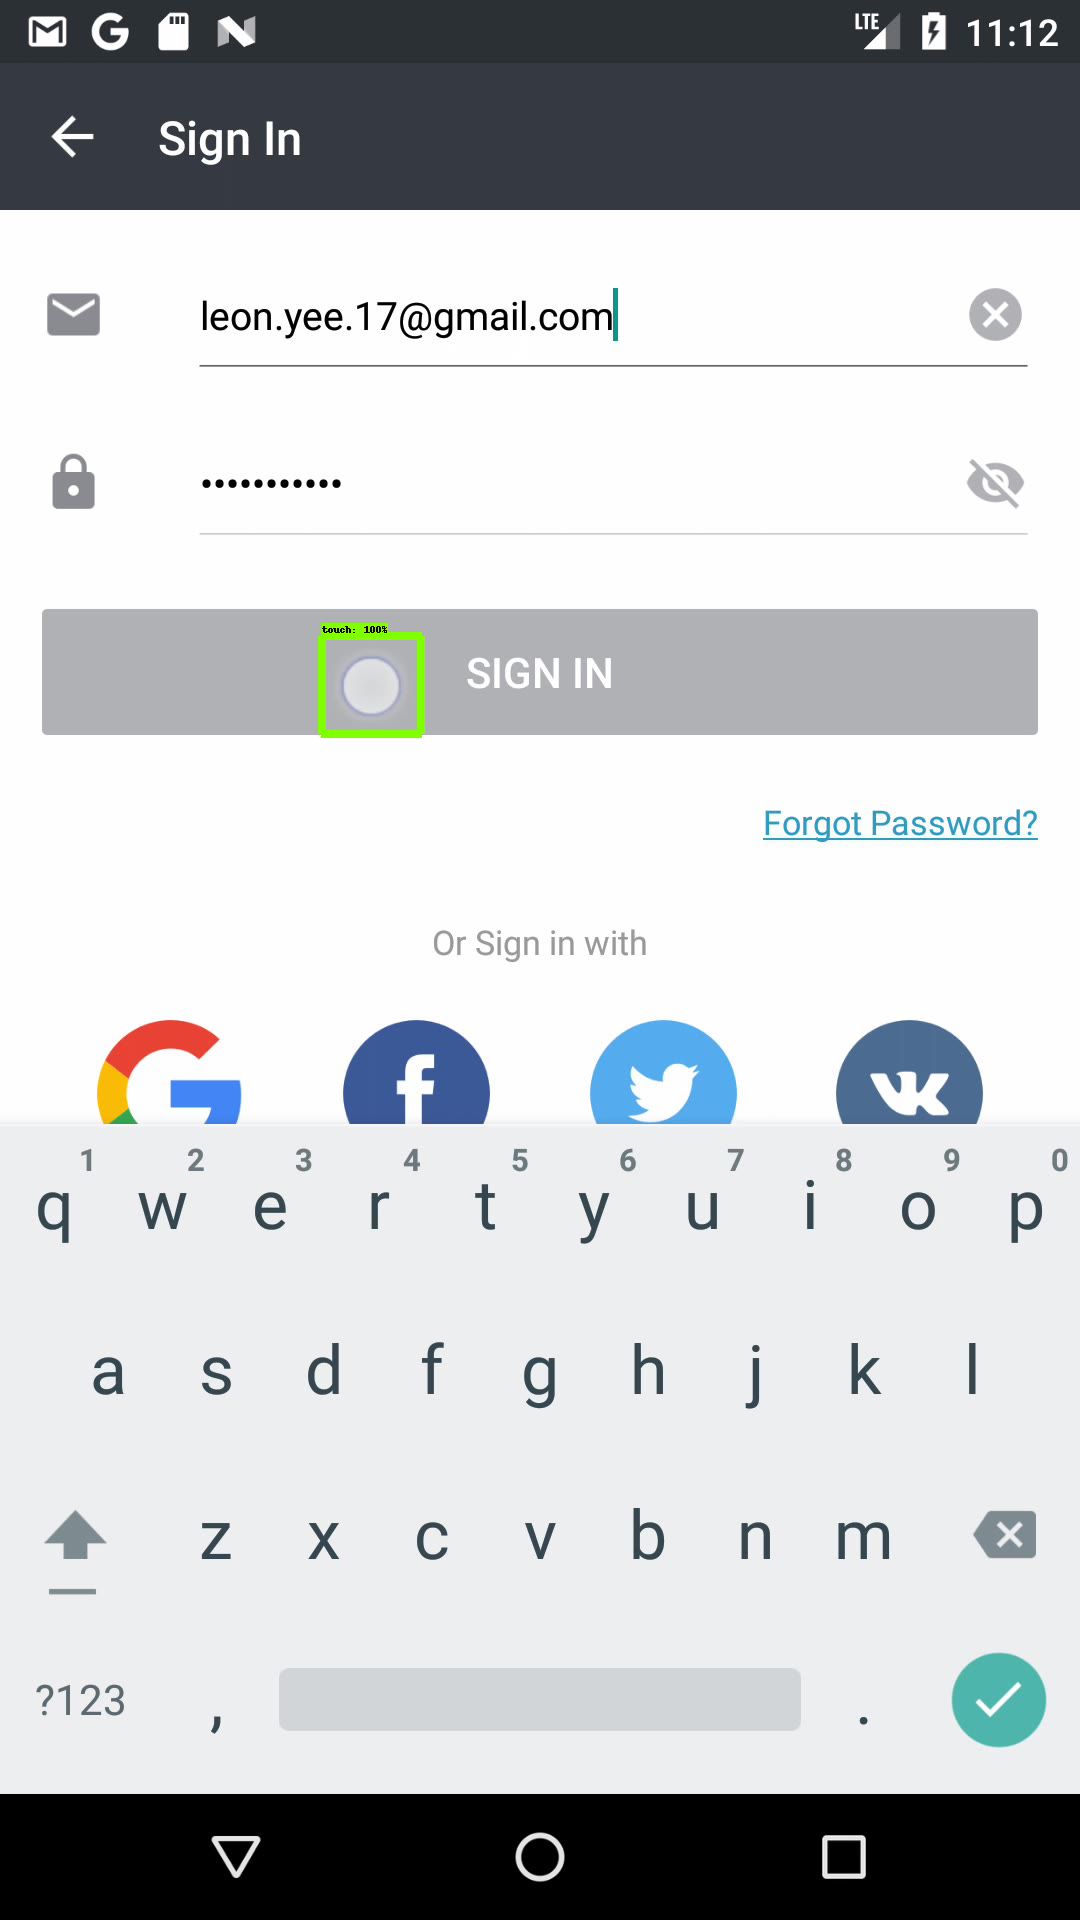 LTE 11:12
Sign In
leon.yee.17@gmail.com
•••••••••••
touch: 100%
SIGN IN
Forgot Password?
Or Sign in with
1 2 3 4 5 6 7 8 9 0
q w e r t y u i o p
a s d f g h j k l
z x c v b n m
?123 , .